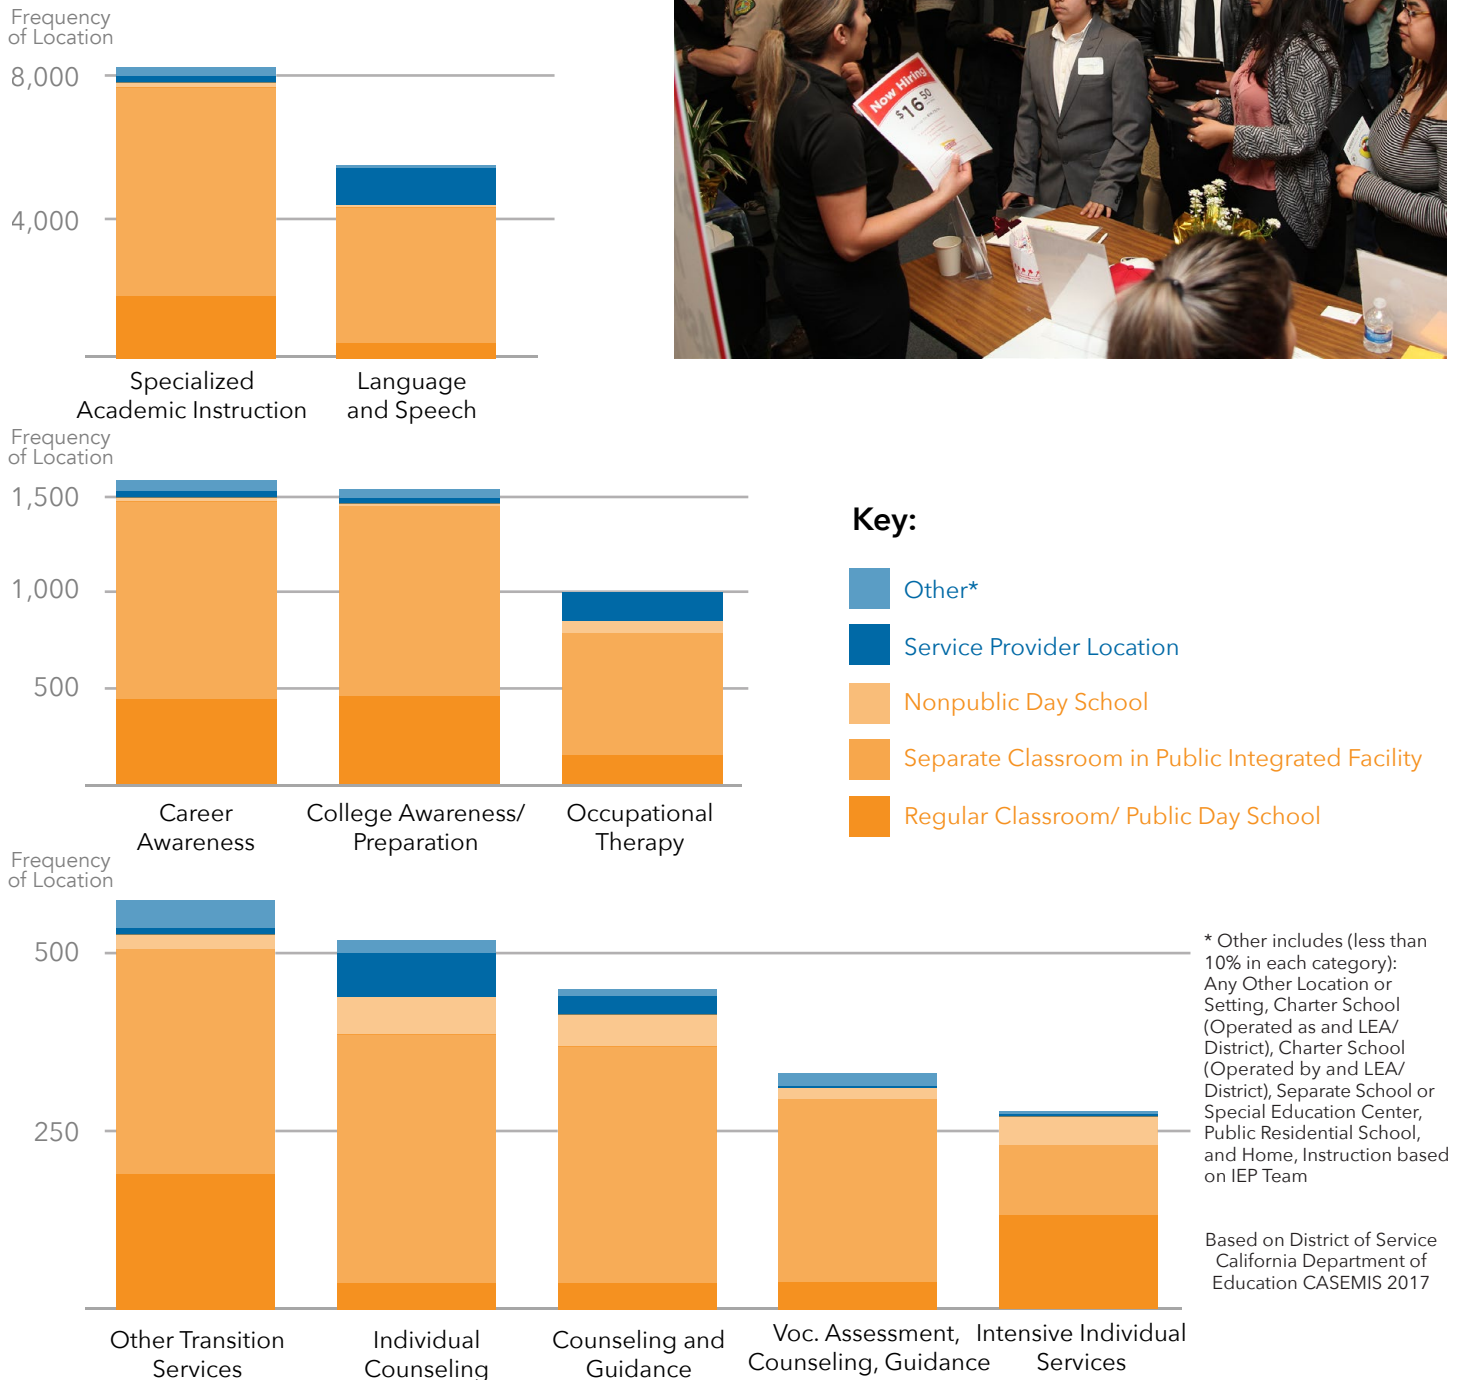 Frequency
of Location
8,000
4,000
Specialized
Academic Instruction
Language
and Speech
Now Hiring
$16.50
Frequency
of Location
1,500
1,000
500
Career
Awareness
College Awareness/
Preparation
Occupational
Therapy
Key:
Other*
Service Provider Location
Nonpublic Day School
Separate Classroom in Public Integrated Facility
Regular Classroom/ Public Day School
Frequency
of Location
500
250
Other Transition
Services
Individual
Counseling
Counseling and
Guidance
Voc. Assessment,
Counseling, Guidance
Intensive Individual
Services
* Other includes (less than
10% in each category):
Any Other Location or
Setting, Charter School
(Operated as and LEA/
District), Charter School
(Operated by and LEA/
District), Separate School or
Special Education Center,
Public Residential School,
and Home, Instruction based
on IEP Team
Based on District of Service
California Department of
Education CASEMIS 2017